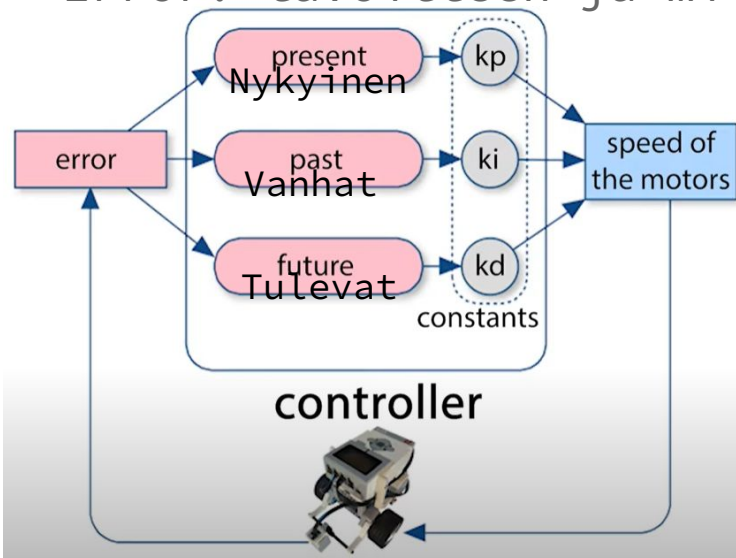 present
Nykyinen
kp
error
past
Vanhat
ki
speed of
the motors
future
Tulevat
kd
constants
controller